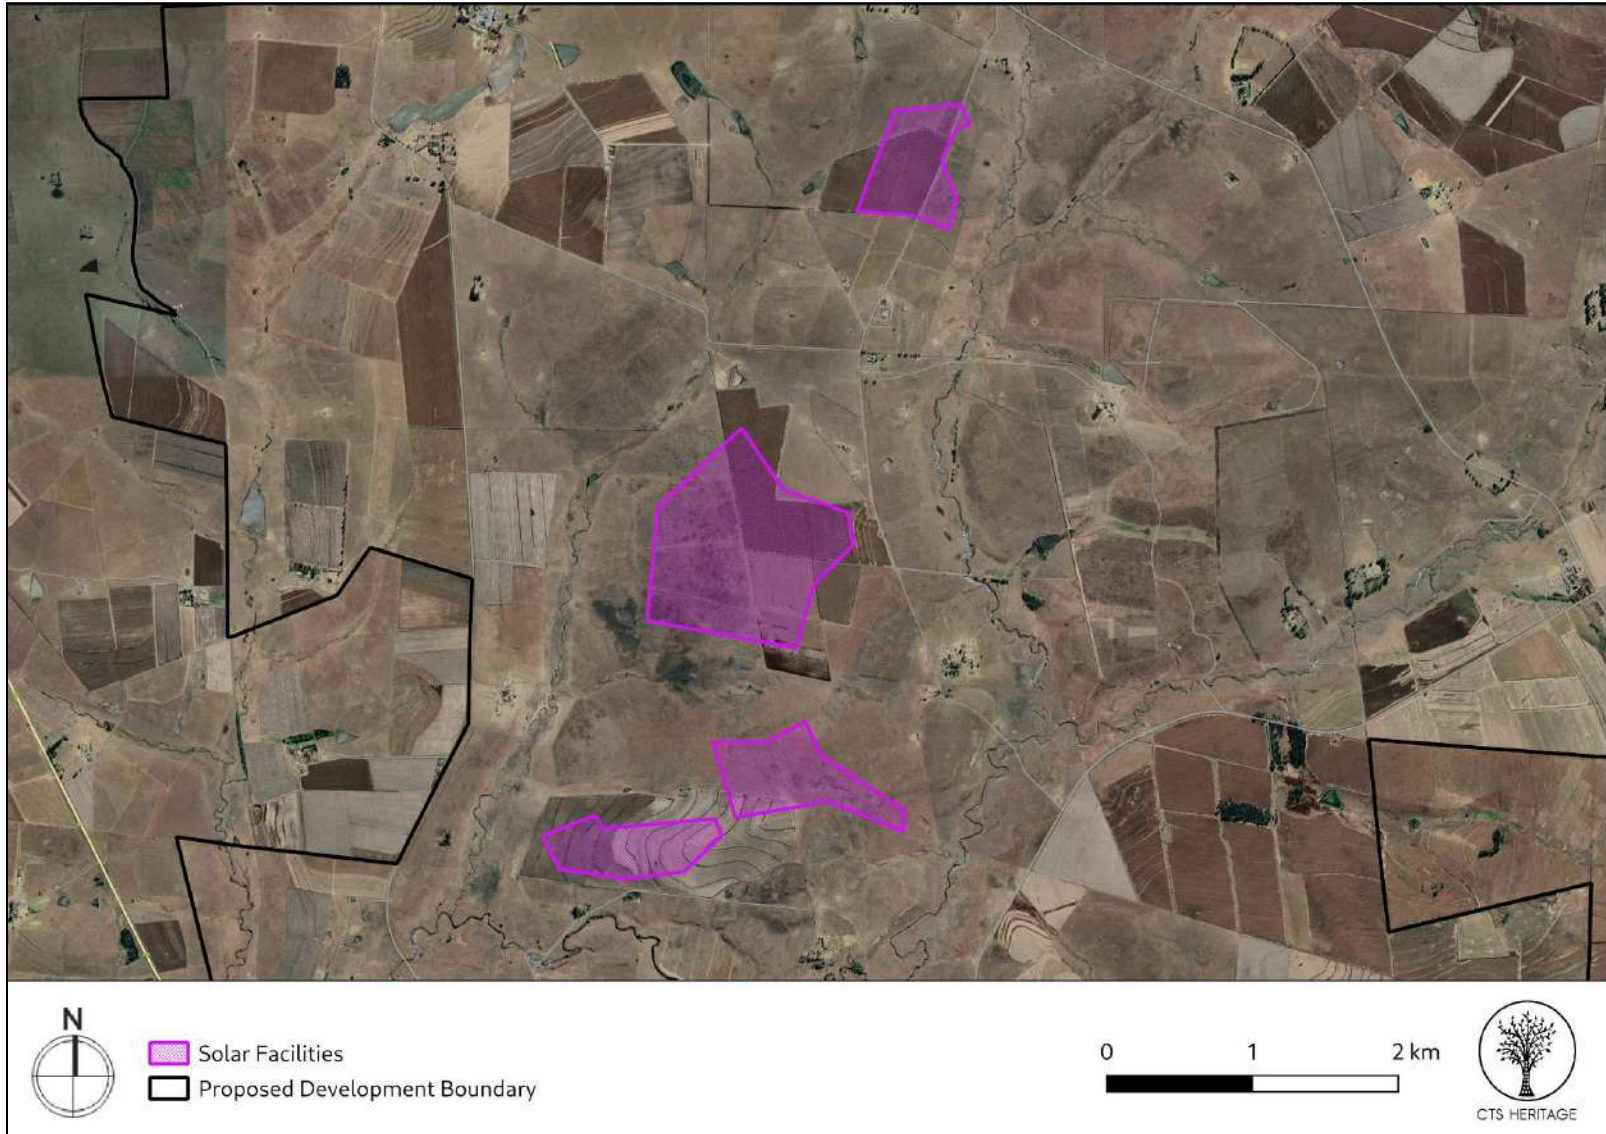 N
Solar Facilities
Proposed Development Boundary
0 1 2 km
CTS HERITAGE